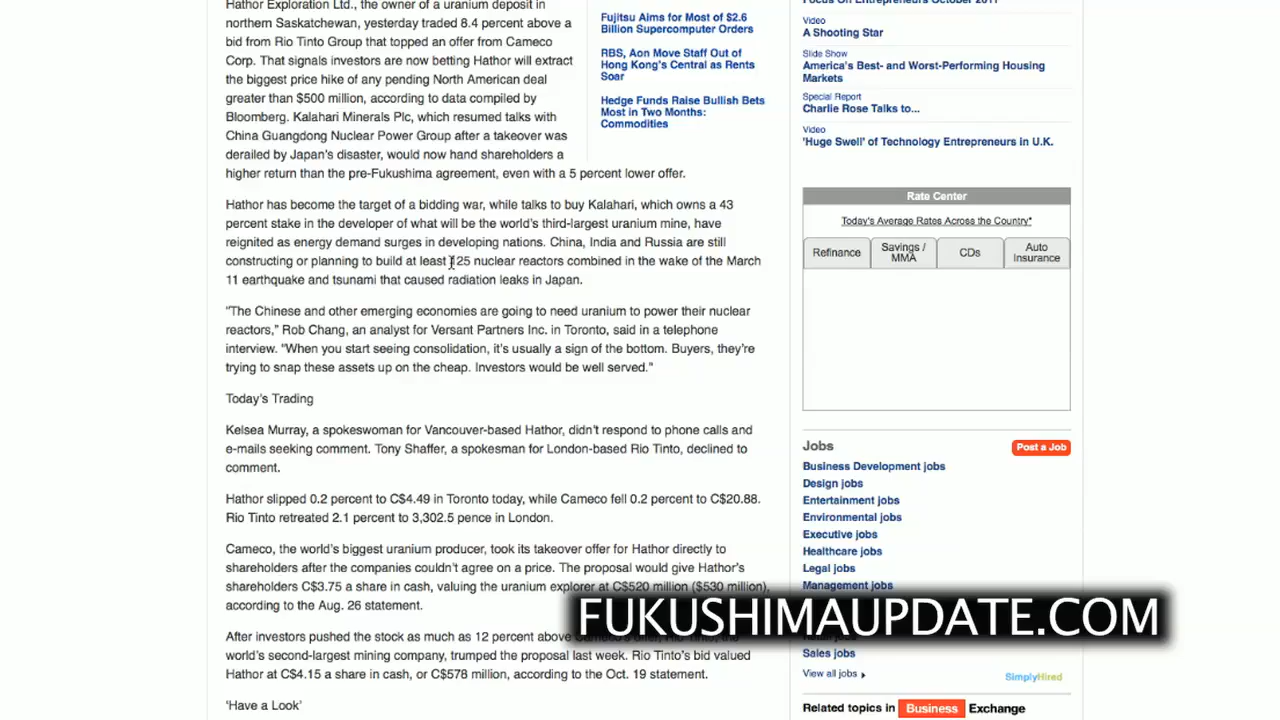 Hathor Exploration Ltd., the owner of a uranium deposit in
northern Saskatchewan, yesterday traded 8.4 percent above a
bid from Rio Tinto Group that topped an offer from Cameco
Corp. That signals investors are now betting Hathor will extract
the biggest price hike of any pending North American deal
greater than $500 million, according to data compiled by
Bloomberg. Kalahari Minerals Plc, which resumed talks with
China Guangdong Nuclear Power Group after a takeover was
derailed by Japan's disaster, would now hand shareholders a
higher return than the pre-Fukushima agreement, even with a 5 percent lower offer.
Hathor has become the target of a bidding war, while talks to buy Kalahari, which owns a 43
percent stake in the developer of what will be the world's third-largest uranium mine, have
reignited as energy demand surges in developing nations. China, India and Russia are still
constructing or planning to build at least 125 nuclear reactors combined in the wake of the March
11 earthquake and tsunami that caused radiation leaks in Japan.
"The Chinese and other emerging economies are going to need uranium to power their nuclear
reactors," Rob Chang, an analyst for Versant Partners Inc. in Toronto, said in a telephone
interview. "When you start seeing consolidation, it's usually a sign of the bottom. Buyers, they're
trying to snap these assets up on the cheap. Investors would be well served."
Today's Trading
Kelsea Murray, a spokeswoman for Vancouver-based Hathor, didn't respond to phone calls and
e-mails seeking comment. Tony Shaffer, a spokesman for London-based Rio Tinto, declined to
comment.
Hathor slipped 0.2 percent to C$4.49 in Toronto today, while Cameco fell 0.2 percent to C$20.88.
Rio Tinto retreated 2.1 percent to 3,302.5 pence in London.
Cameco, the world's biggest uranium producer, took its takeover offer for Hathor directly to
shareholders after the companies couldn't agree on a price. The proposal would give Hathor's
shareholders C$3.75 a share in cash, valuing the uranium explorer at C$520 million ($530 million),
according to the Aug. 26 statement.
After investors pushed the stock as much as 12 percent above Cameco's offer, Rio Tinto, the
world's second-largest mining company, trumped the proposal last week. Rio Tinto's bid valued
Hathor at C$4.15 a share in cash, or C$578 million, according to the Oct. 19 statement.
'Have a Look'
Fujitsu Aims for Most of $2.6
Billion Supercomputer Orders
RBS, Aon Move Staff Out of
Hong Kong's Central as Rents
Soar
Hedge Funds Raise Bullish Bets
Most in Two Months:
Commodities
Focus On Entrepreneurs October 2011
Video
A Shooting Star
Slide Show
America's Best- and Worst-Performing Housing
Markets
Special Report
Charlie Rose Talks to...
Video
'Huge Swell' of Technology Entrepreneurs in U.K.
Rate Center
Today's Average Rates Across the Country*
Refinance
Savings /
MMA
CDs
Auto
Insurance
Jobs
Post a Job
Business Development jobs
Design jobs
Entertainment jobs
Environmental jobs
Executive jobs
Healthcare jobs
Legal jobs
Management jobs
FUKUSHIMAUPDATE.COM
Sales jobs
View all jobs
SimplyHired
Related topics in Business Exchange